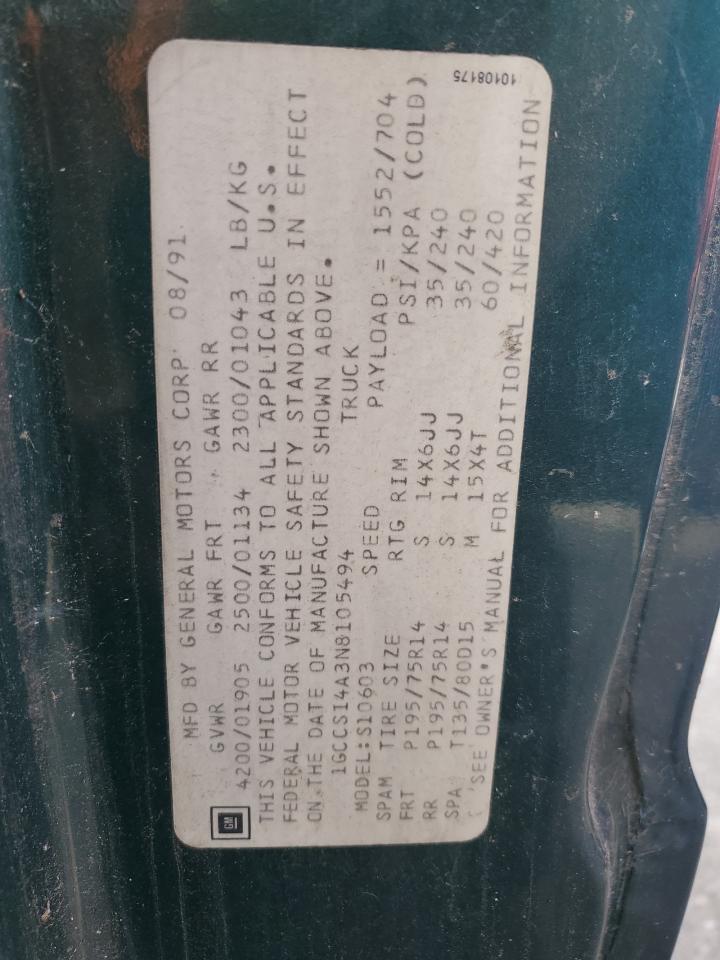 MFD BY GENERAL MOTORS CORP. 08/91
GVWR GAWR FRT GAWR RR
4200/01905 2500/01134 2300/01043 LB/KG
THIS VEHICLE CONFORMS TO ALL APPLICABLE U.S.
FEDERAL MOTOR VEHICLE SAFETY STANDARDS IN EFFECT
ON THE DATE OF MANUFACTURE SHOWN ABOVE.
1GCCS14A3N8105494 TRUCK
MODEL:S10603 SPEED PAYLOAD = 1552/704
SPAM TIRE SIZE RTG RIM PSI/KPA (COLD)
FRT P195/75R14 S 14X6JJ 35/240
RR P195/75R14 S 14X6JJ 35/240
SPA T135/80D15 M 15X4T 60/420
SEE OWNER'S MANUAL FOR ADDITIONAL INFORMATION
GM
10108175